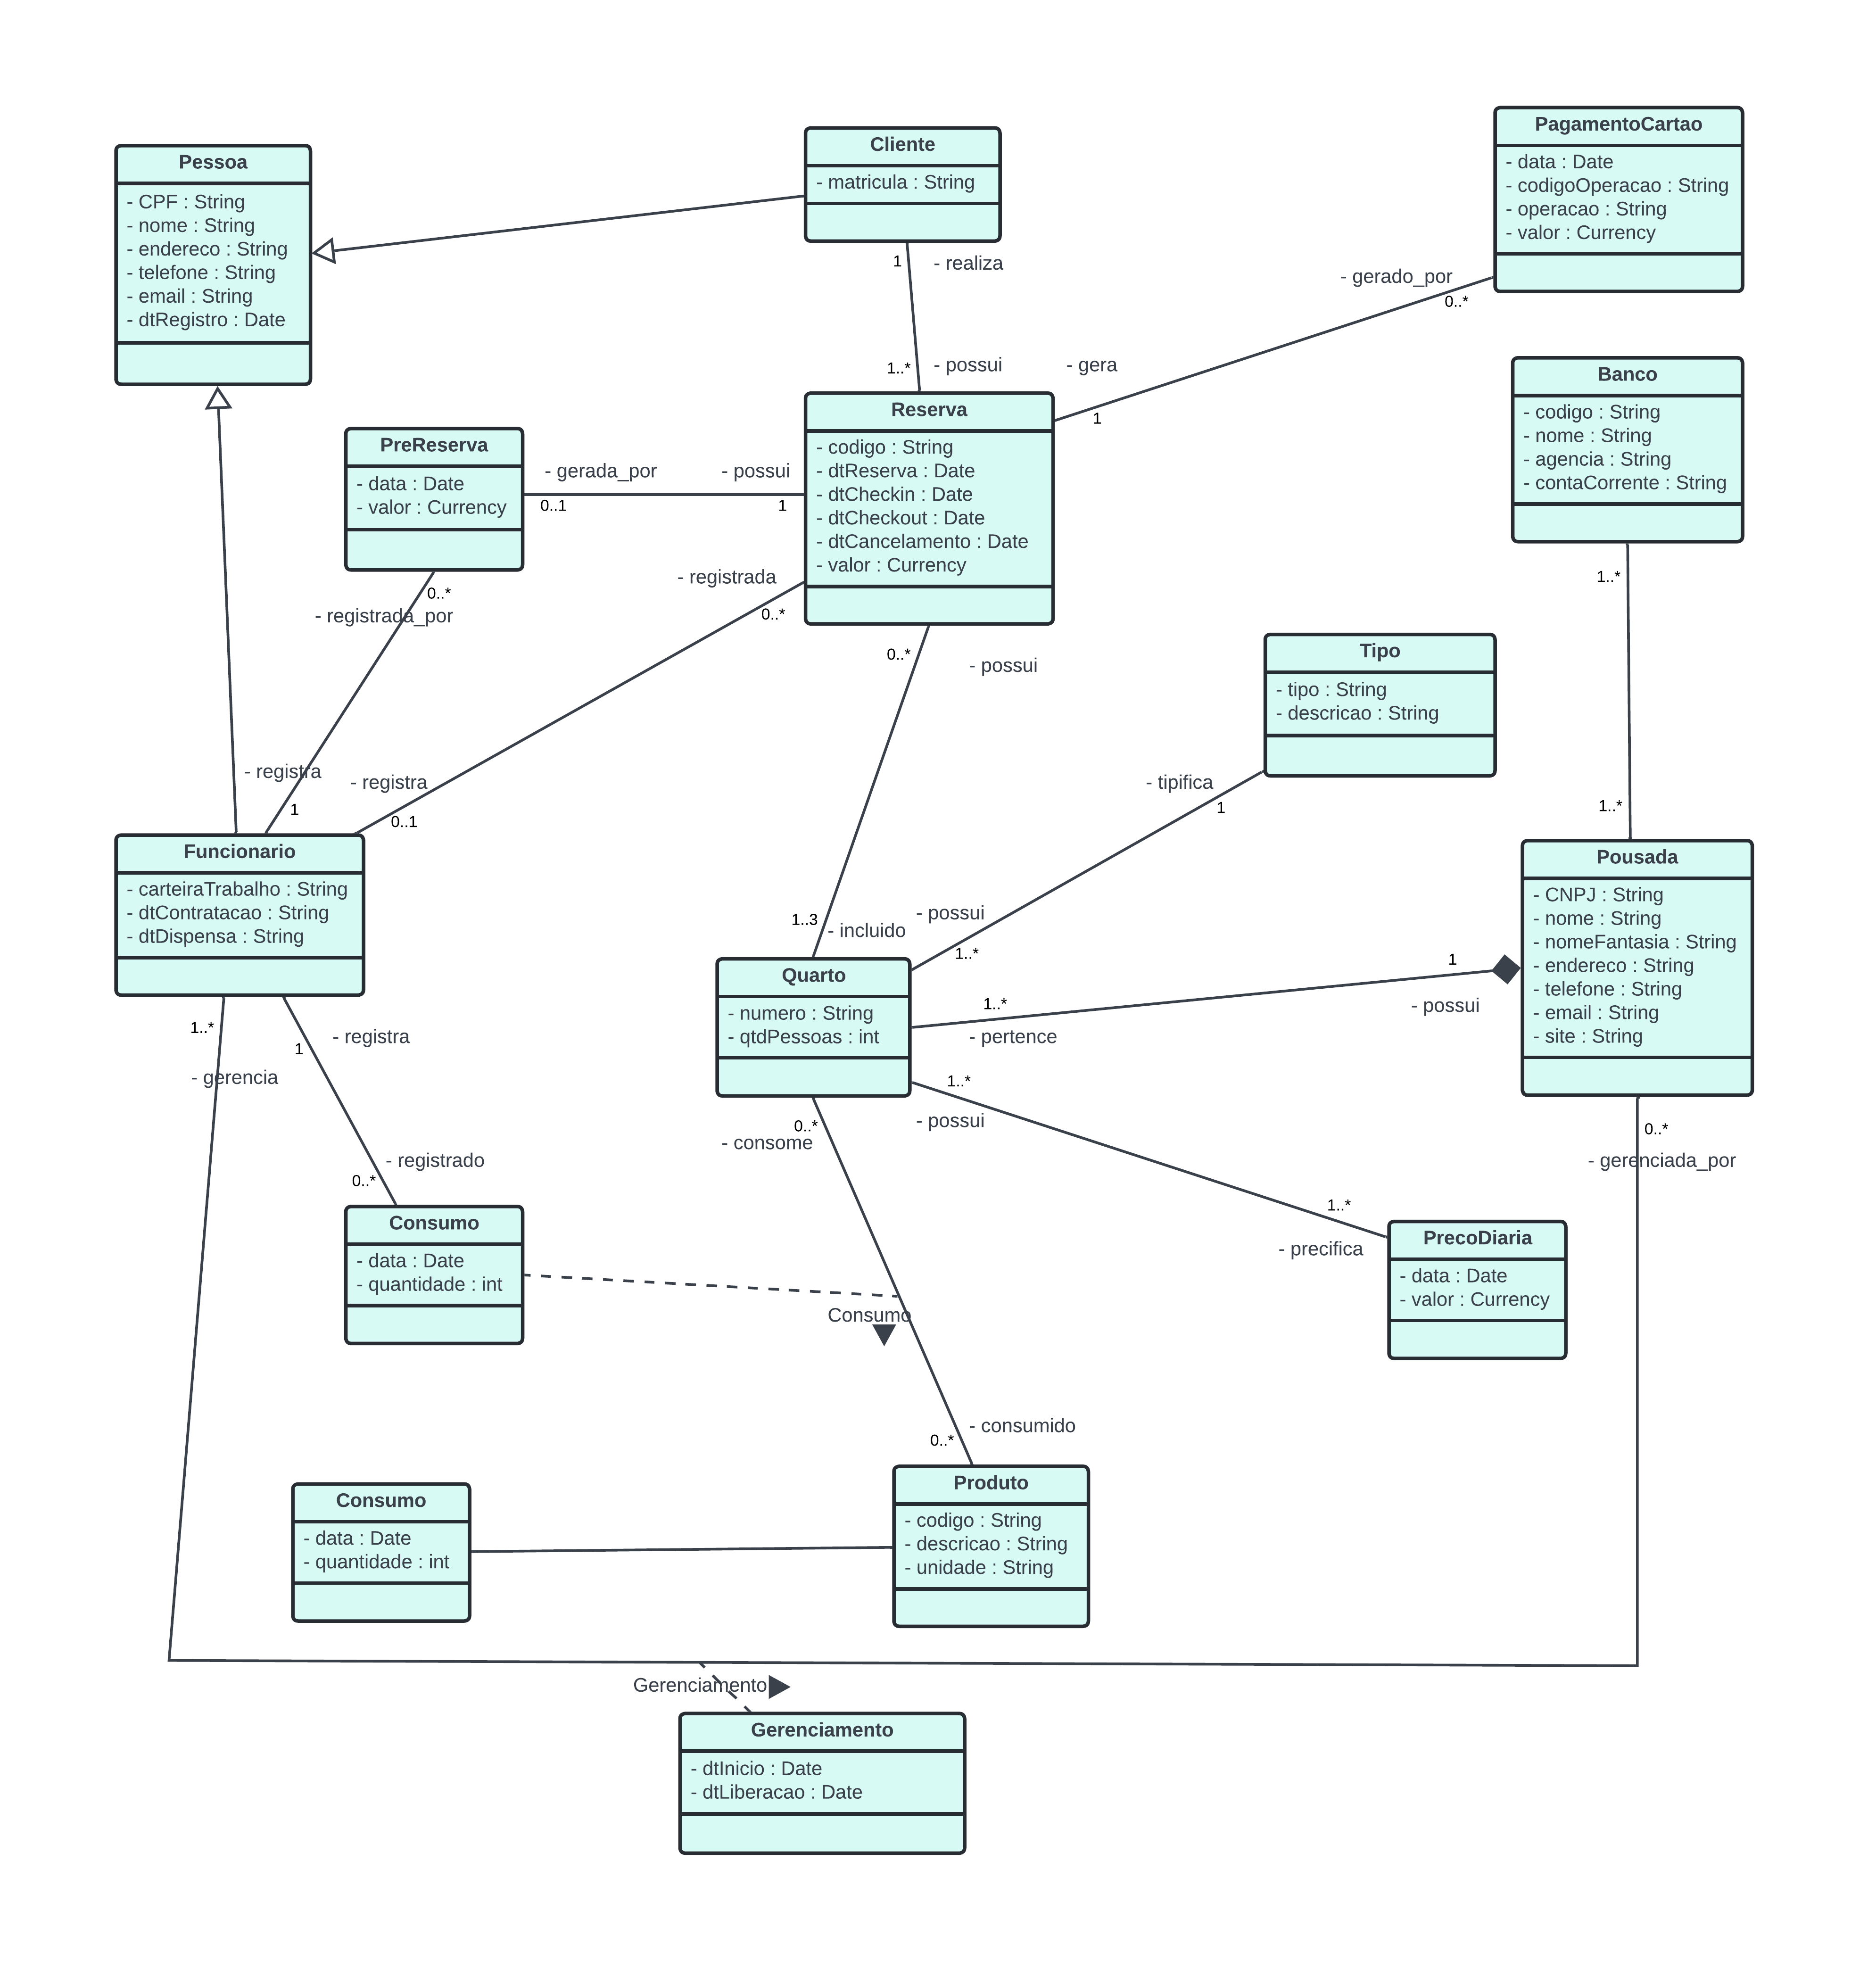 Pessoa
- CPF : String
- nome : String
- endereco : String
- telefone : String
- email : String
- dtRegistro : Date
Cliente
- matricula : String
PagamentoCartao
- data : Date
- codigoOperacao : String
- operacao : String
- valor : Currency
1
- realiza
1..*
- possui
- gera
1
- gerado_por
0..*
Banco
- codigo : String
- nome : String
- agencia : String
- contaCorrente : String
PreReserva
- data : Date
- valor : Currency
- gerada_por
- possui
0..1
1
Reserva
- codigo : String
- dtReserva : Date
- dtCheckin : Date
- dtCheckout : Date
- dtCancelamento : Date
- valor : Currency
0..*
- registrada_por
- registrada
0..*
1..*
0..*
- possui
Tipo
- tipo : String
- descricao : String
- registra
1
- registra
0..1
- tipifica
1
1..*
Funcionario
- carteiraTrabalho : String
- dtContratacao : String
- dtDispensa : String
1..3
- incluido
- possui
1..*
Pousada
- CNPJ : String
- nome : String
- nomeFantasia : String
- endereco : String
- telefone : String
- email : String
- site : String
Quarto
- numero : String
- qtdPessoas : int
1..*
- pertence
1
- possui
1..*
- gerencia
1
- registra
- registrado
0..*
1..*
- possui
0..*
- consome
0..*
- gerenciada_por
Consumo
- data : Date
- quantidade : int
Consumo
1..*
- precifica
PrecoDiaria
- data : Date
- valor : Currency
- consumido
0..*
Consumo
- data : Date
- quantidade : int
Produto
- codigo : String
- descricao : String
- unidade : String
Gerenciamento
Gerenciamento
- dtInicio : Date
- dtLiberacao : Date